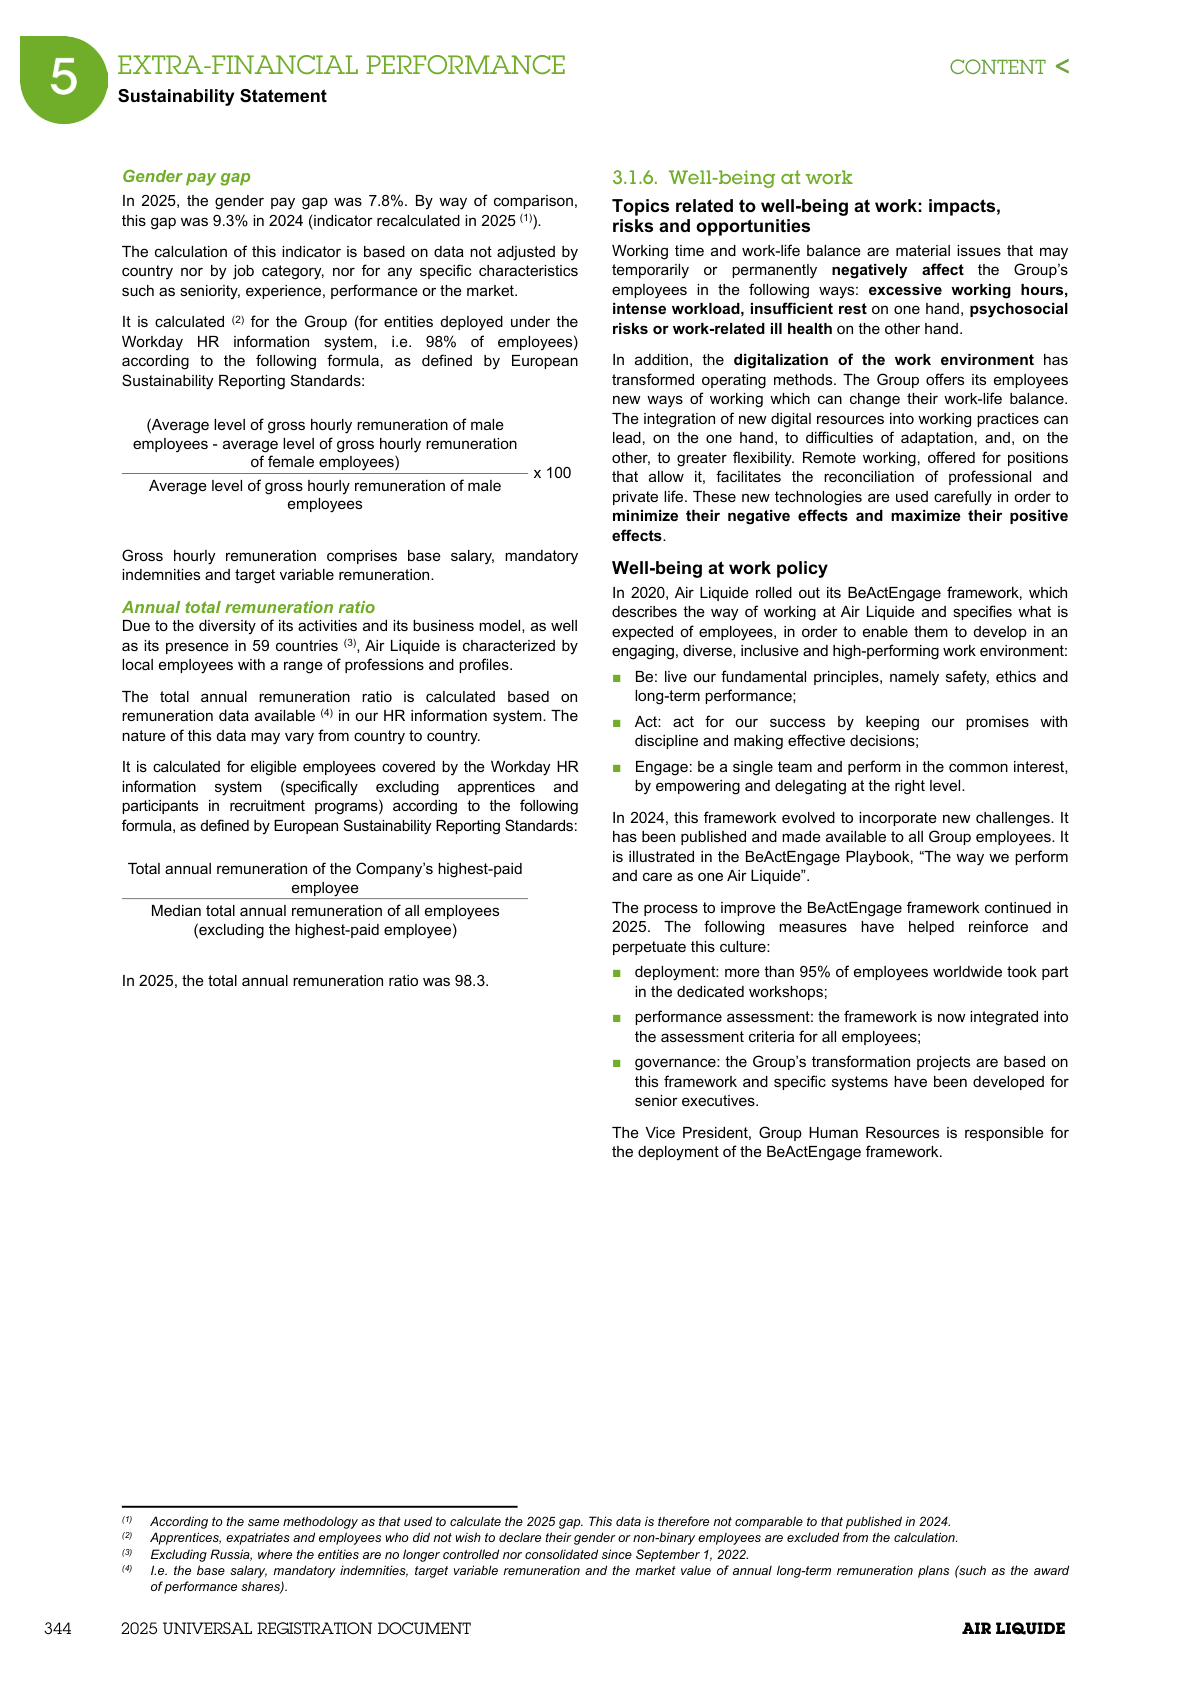 5
EXTRA-FINANCIAL PERFORMANCE
CONTENT <
Sustainability Statement
Gender pay gap
In 2025, the gender pay gap was 7.8%. By way of comparison,
this gap was 9.3% in 2024 (indicator recalculated in 2025 (1)).
The calculation of this indicator is based on data not adjusted by
country nor by job category, nor for any specific characteristics
such as seniority, experience, performance or the market.
It is calculated (2) for the Group (for entities deployed under the
Workday HR information system, i.e. 98% of employees)
according to the following formula, as defined by European
Sustainability Reporting Standards:
(Average level of gross hourly remuneration of male
employees - average level of gross hourly remuneration
of female employees)
x 100
Average level of gross hourly remuneration of male
employees
Gross hourly remuneration comprises base salary, mandatory
indemnities and target variable remuneration.
Annual total remuneration ratio
Due to the diversity of its activities and its business model, as well
as its presence in 59 countries (3), Air Liquide is characterized by
local employees with a range of professions and profiles.
The total annual remuneration ratio is calculated based on
remuneration data available (4) in our HR information system. The
nature of this data may vary from country to country.
It is calculated for eligible employees covered by the Workday HR
information system (specifically excluding apprentices and
participants in recruitment programs) according to the following
formula, as defined by European Sustainability Reporting Standards:
Total annual remuneration of the Company's highest-paid
employee
Median total annual remuneration of all employees
(excluding the highest-paid employee)
In 2025, the total annual remuneration ratio was 98.3.
3.1.6. Well-being at work
Topics related to well-being at work: impacts,
risks and opportunities
Working time and work-life balance are material issues that may
temporarily or permanently negatively affect the Group's
employees in the following ways: excessive working hours,
intense workload, insufficient rest on one hand, psychosocial
risks or work-related ill health on the other hand.
In addition, the digitalization of the work environment has
transformed operating methods. The Group offers its employees
new ways of working which can change their work-life balance.
The integration of new digital resources into working practices can
lead, on the one hand, to difficulties of adaptation, and, on the
other, to greater flexibility. Remote working, offered for positions
that allow it, facilitates the reconciliation of professional and
private life. These new technologies are used carefully in order to
minimize their negative effects and maximize their positive
effects.
Well-being at work policy
In 2020, Air Liquide rolled out its BeActEngage framework, which
describes the way of working at Air Liquide and specifies what is
expected of employees, in order to enable them to develop in an
engaging, diverse, inclusive and high-performing work environment:
■ Be: live our fundamental principles, namely safety, ethics and
long-term performance;
■ Act: act for our success by keeping our promises with
discipline and making effective decisions;
■ Engage: be a single team and perform in the common interest,
by empowering and delegating at the right level.
In 2024, this framework evolved to incorporate new challenges. It
has been published and made available to all Group employees. It
is illustrated in the BeActEngage Playbook, “The way we perform
and care as one Air Liquide”.
The process to improve the BeActEngage framework continued in
2025. The following measures have helped reinforce and
perpetuate this culture:
■ deployment: more than 95% of employees worldwide took part
in the dedicated workshops;
■ performance assessment: the framework is now integrated into
the assessment criteria for all employees;
■ governance: the Group's transformation projects are based on
this framework and specific systems have been developed for
senior executives.
The Vice President, Group Human Resources is responsible for
the deployment of the BeActEngage framework.
(1) According to the same methodology as that used to calculate the 2025 gap. This data is therefore not comparable to that published in 2024.
(2) Apprentices, expatriates and employees who did not wish to declare their gender or non-binary employees are excluded from the calculation.
(3) Excluding Russia, where the entities are no longer controlled nor consolidated since September 1, 2022.
(4) I.e. the base salary, mandatory indemnities, target variable remuneration and the market value of annual long-term remuneration plans (such as the award
of performance shares).
344
2025 UNIVERSAL REGISTRATION DOCUMENT
AIR LIQUIDE